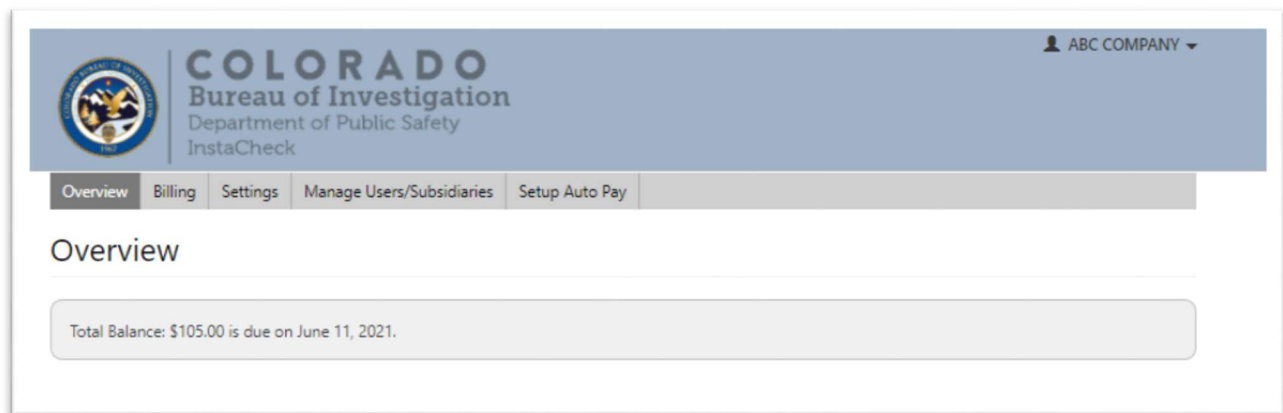 ABC COMPANY
COLORADO
Bureau of Investigation
Department of Public Safety
InstaCheck
Overview Billing Settings Manage Users/Subsidiaries Setup Auto Pay
Overview
Total Balance: $105.00 is due on June 11, 2021.